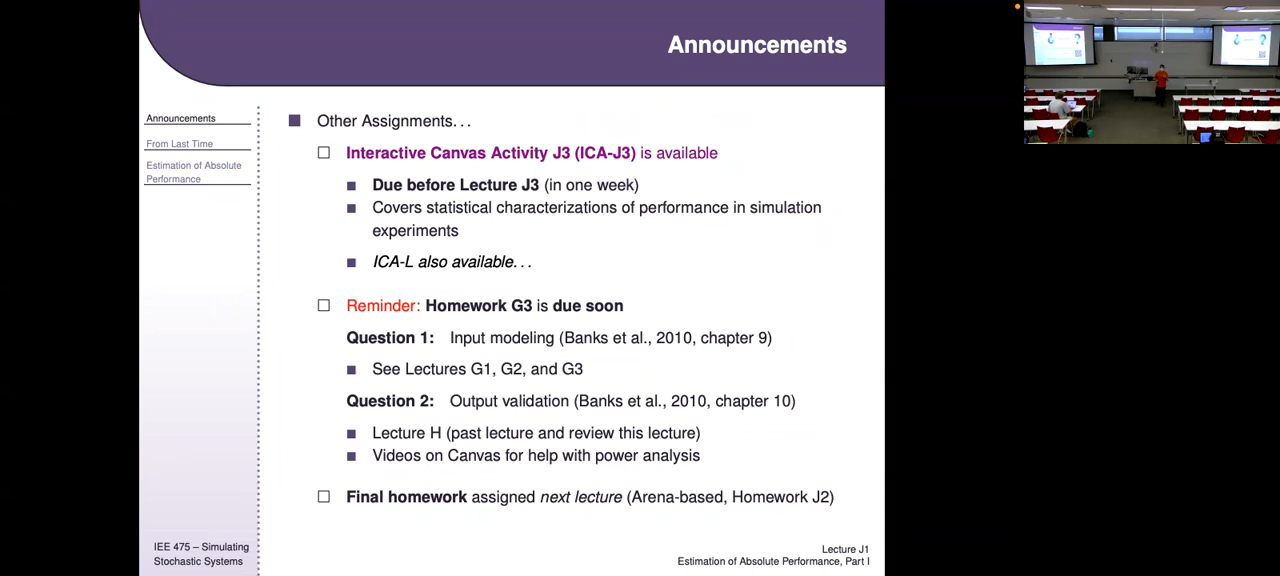 Announcements
Announcements
From Last Time
Estimation of Absolute
Performance
Other Assignments. . .
Interactive Canvas Activity J3 (ICA-J3) is available
Due before Lecture J3 (in one week)
Covers statistical characterizations of performance in simulation
experiments
ICA-L also available. . .
Reminder: Homework G3 is due soon
Question 1: Input modeling (Banks et al., 2010, chapter 9)
See Lectures G1, G2, and G3
Question 2: Output validation (Banks et al., 2010, chapter 10)
Lecture H (past lecture and review this lecture)
Videos on Canvas for help with power analysis
Final homework assigned next lecture (Arena-based, Homework J2)
IEE 475 – Simulating
Stochastic Systems
Lecture J1
Estimation of Absolute Performance, Part I